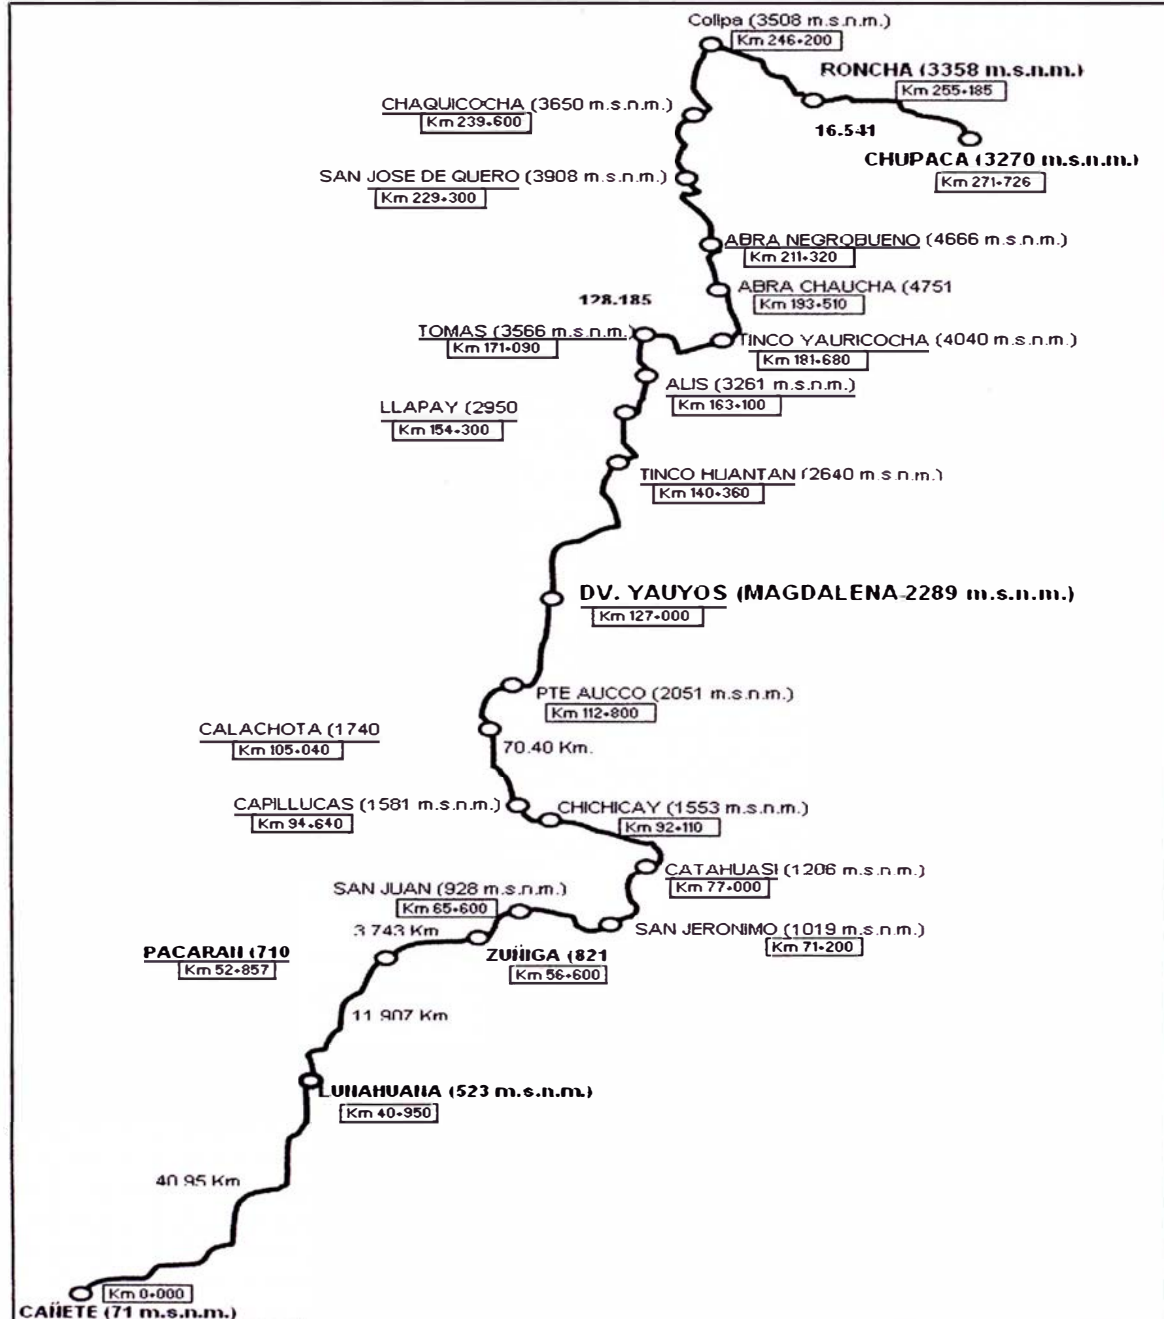 Colipa (3508 m.s.n.m.)
Km 246+200
RONCHA (3358 m.s.n.m.)
Km 255+185
CHAQUICOCHA (3650 m.s.n.m.)
Km 239+600
16.541
CHUPACA (3270 m.s.n.m.)
Km 271+726
SAN JOSE DE QUERO (3908 m.s.n.m.)
Km 229+300
ABRA NEGROBUENO (4666 m.s.n.m.)
Km 211+320
ABRA CHAUCHA (4751
Km 193+510
128.185
TOMAS (3566 m.s.n.m.)
Km 171+090
TINCO YAURICOCHA (4040 m.s.n.m.)
Km 181+680
ALIS (3261 m.s.n.m.)
Km 163+100
LLAPAY (2950
Km 154+300
TINCO HUANTAN (2640 m.s.n.m.)
Km 140+360
DV. YAUYOS (MAGDALENA-2289 m.s.n.m.)
Km 127+000
PTE AUCCO (2051 m.s.n.m.)
Km 112+800
CALACHOTA (1740
Km 105+040
70.40 Km.
CAPILLUCAS (1581 m.s.n.m.)
Km 94+640
CHICHICAY (1553 m.s.n.m.)
Km 92+110
CATAHUASI (1206 m.s.n.m.)
Km 77+000
SAN JUAN (928 m.s.n.m.)
Km 65+600
SAN JERONIMO (1019 m.s.n.m.)
Km 71+200
3.743 Km
PACARAN (710
Km 52+857
ZUÑIGA (821
Km 56+600
11.907 Km
LUNAHUANA (523 m.s.n.m.)
Km 40+950
40.95 Km
Km 0+000
CAÑETE (71 m.s.n.m.)